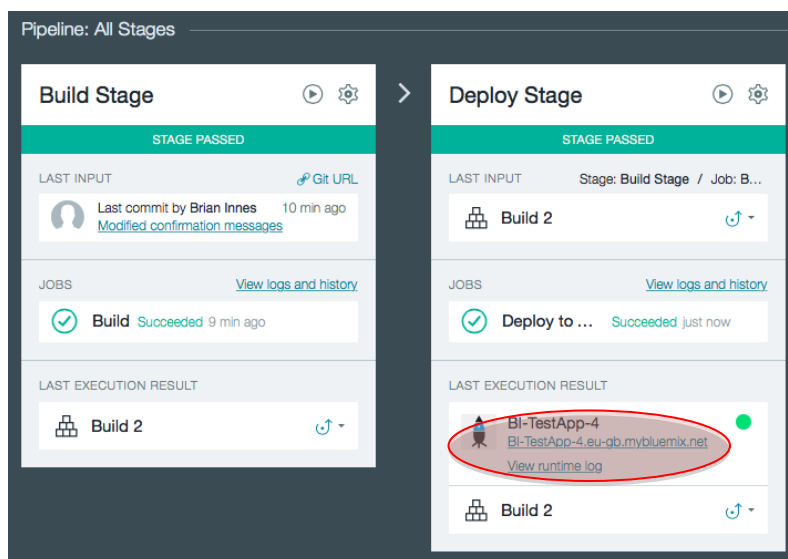 Pipeline: All Stages
Build Stage
STAGE PASSED
LAST INPUT Git URL
Last commit by Brian Innes 10 min ago
Modified confirmation messages
JOBS View logs and history
Build Succeeded 9 min ago
LAST EXECUTION RESULT
Build 2
Deploy Stage
STAGE PASSED
LAST INPUT Stage: Build Stage / Job: B...
Build 2
JOBS View logs and history
Deploy to ... Succeeded just now
LAST EXECUTION RESULT
BI-TestApp-4
BI-TestApp-4.eu-gb.mybluemix.net
View runtime log
Build 2